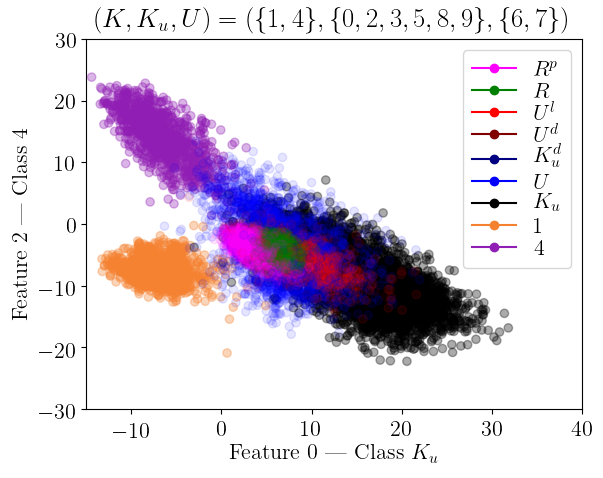 (K, K_u, U) = ({1, 4}, {0, 2, 3, 5, 8, 9}, {6, 7})
30
20
10
0
−10
−20
−30
Feature 2 — Class 4
R^p
R
U^l
U^d
K_u^d
U
K_u
1
4
−10
0
10
20
30
40
Feature 0 — Class K_u